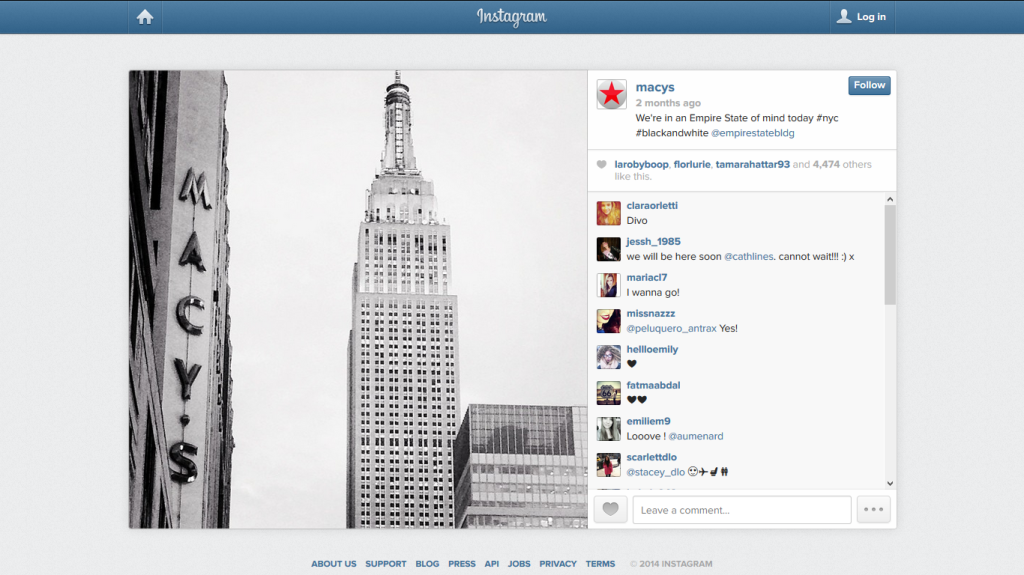 Instagram
Log in
MACY'S
macys
Follow
2 months ago
We're in an Empire State of mind today #nyc
#blackandwhite @empirestatebldg
larobyboop, florlurie, tamarahattar93 and 4,474 others
like this.
claraorletti
Divo
jessh_1985
we will be here soon @cathlines. cannot wait!!! :) x
mariacl7
I wanna go!
missnazzz
@peluquero_antrax Yes!
hellloemily
♥
fatmaabdal
♥♥
emiliem9
Looove ! @aumenard
scarlettdlo
@stacey_dlo 😊✈💺👭
Leave a comment...
ABOUT US SUPPORT BLOG PRESS API JOBS PRIVACY TERMS © 2014 INSTAGRAM